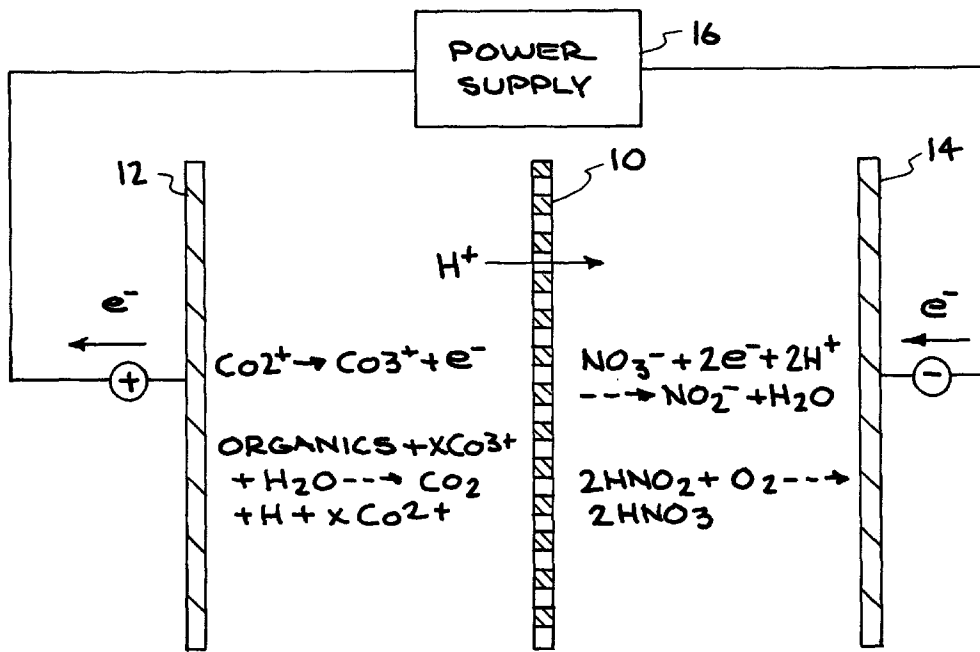 POWER
SUPPLY
16
12
10
14
H⁺
e⁻
e⁻
+
Co2⁺→ Co3⁺ + e⁻
NO₃⁻ + 2e⁻ + 2H⁺
---→ NO₂⁻ + H₂O
−
ORGANICS + XCo3+
+ H₂O ---→ CO₂
+ H + x Co2+
2HNO₂ + O₂ ---→
2HNO3